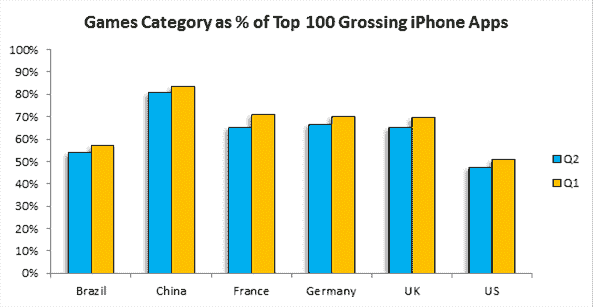 Games Category as % of Top 100 Grossing iPhone Apps
100%
90%
80%
70%
60%
50%
40%
30%
20%
10%
0%
Brazil China France Germany UK US
Q2
Q1